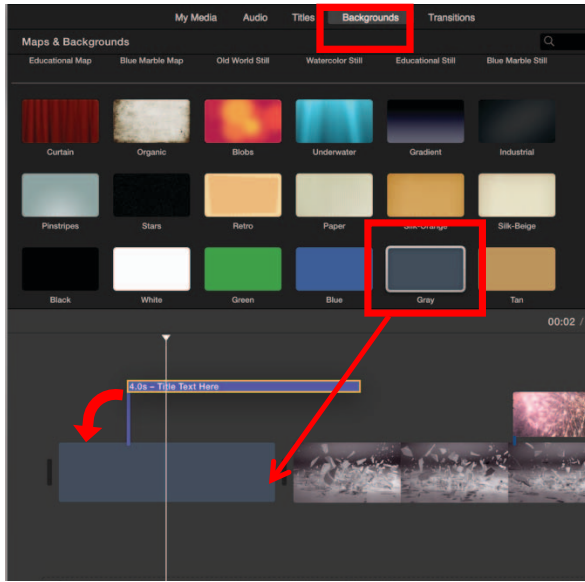 My Media Audio Titles Backgrounds Transitions
Maps & Backgrounds
Educational Map Blue Marble Map Old World Still Watercolor Still Educational Still Blue Marble Still
Curtain Organic Blobs Underwater Gradient Industrial
Pinstripes Stars Retro Paper Silk-Orange Silk-Beige
Black White Green Blue Gray Tan
00:02 /
4.0s – Title Text Here